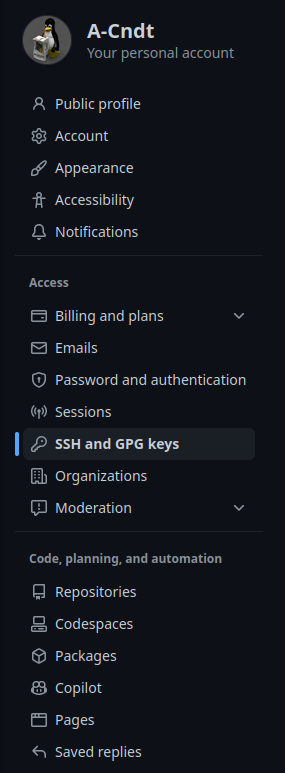 A-Cndt
Your personal account
Public profile
Account
Appearance
Accessibility
Notifications
Access
Billing and plans
Emails
Password and authentication
Sessions
SSH and GPG keys
Organizations
Moderation
Code, planning, and automation
Repositories
Codespaces
Packages
Copilot
Pages
Saved replies